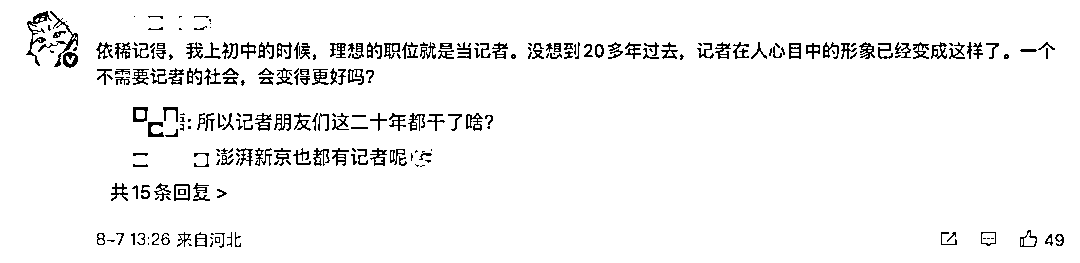 依稀记得，我上初中的时候，理想的职位就是当记者。没想到20多年过去，记者在人心目中的形象已经变成这样了。一个
不需要记者的社会，会变得更好吗？
：所以记者朋友们这二十年都干了啥？
澎湃新京也都有记者呢
共15条回复 >
8-7 13:26 来自河北
49